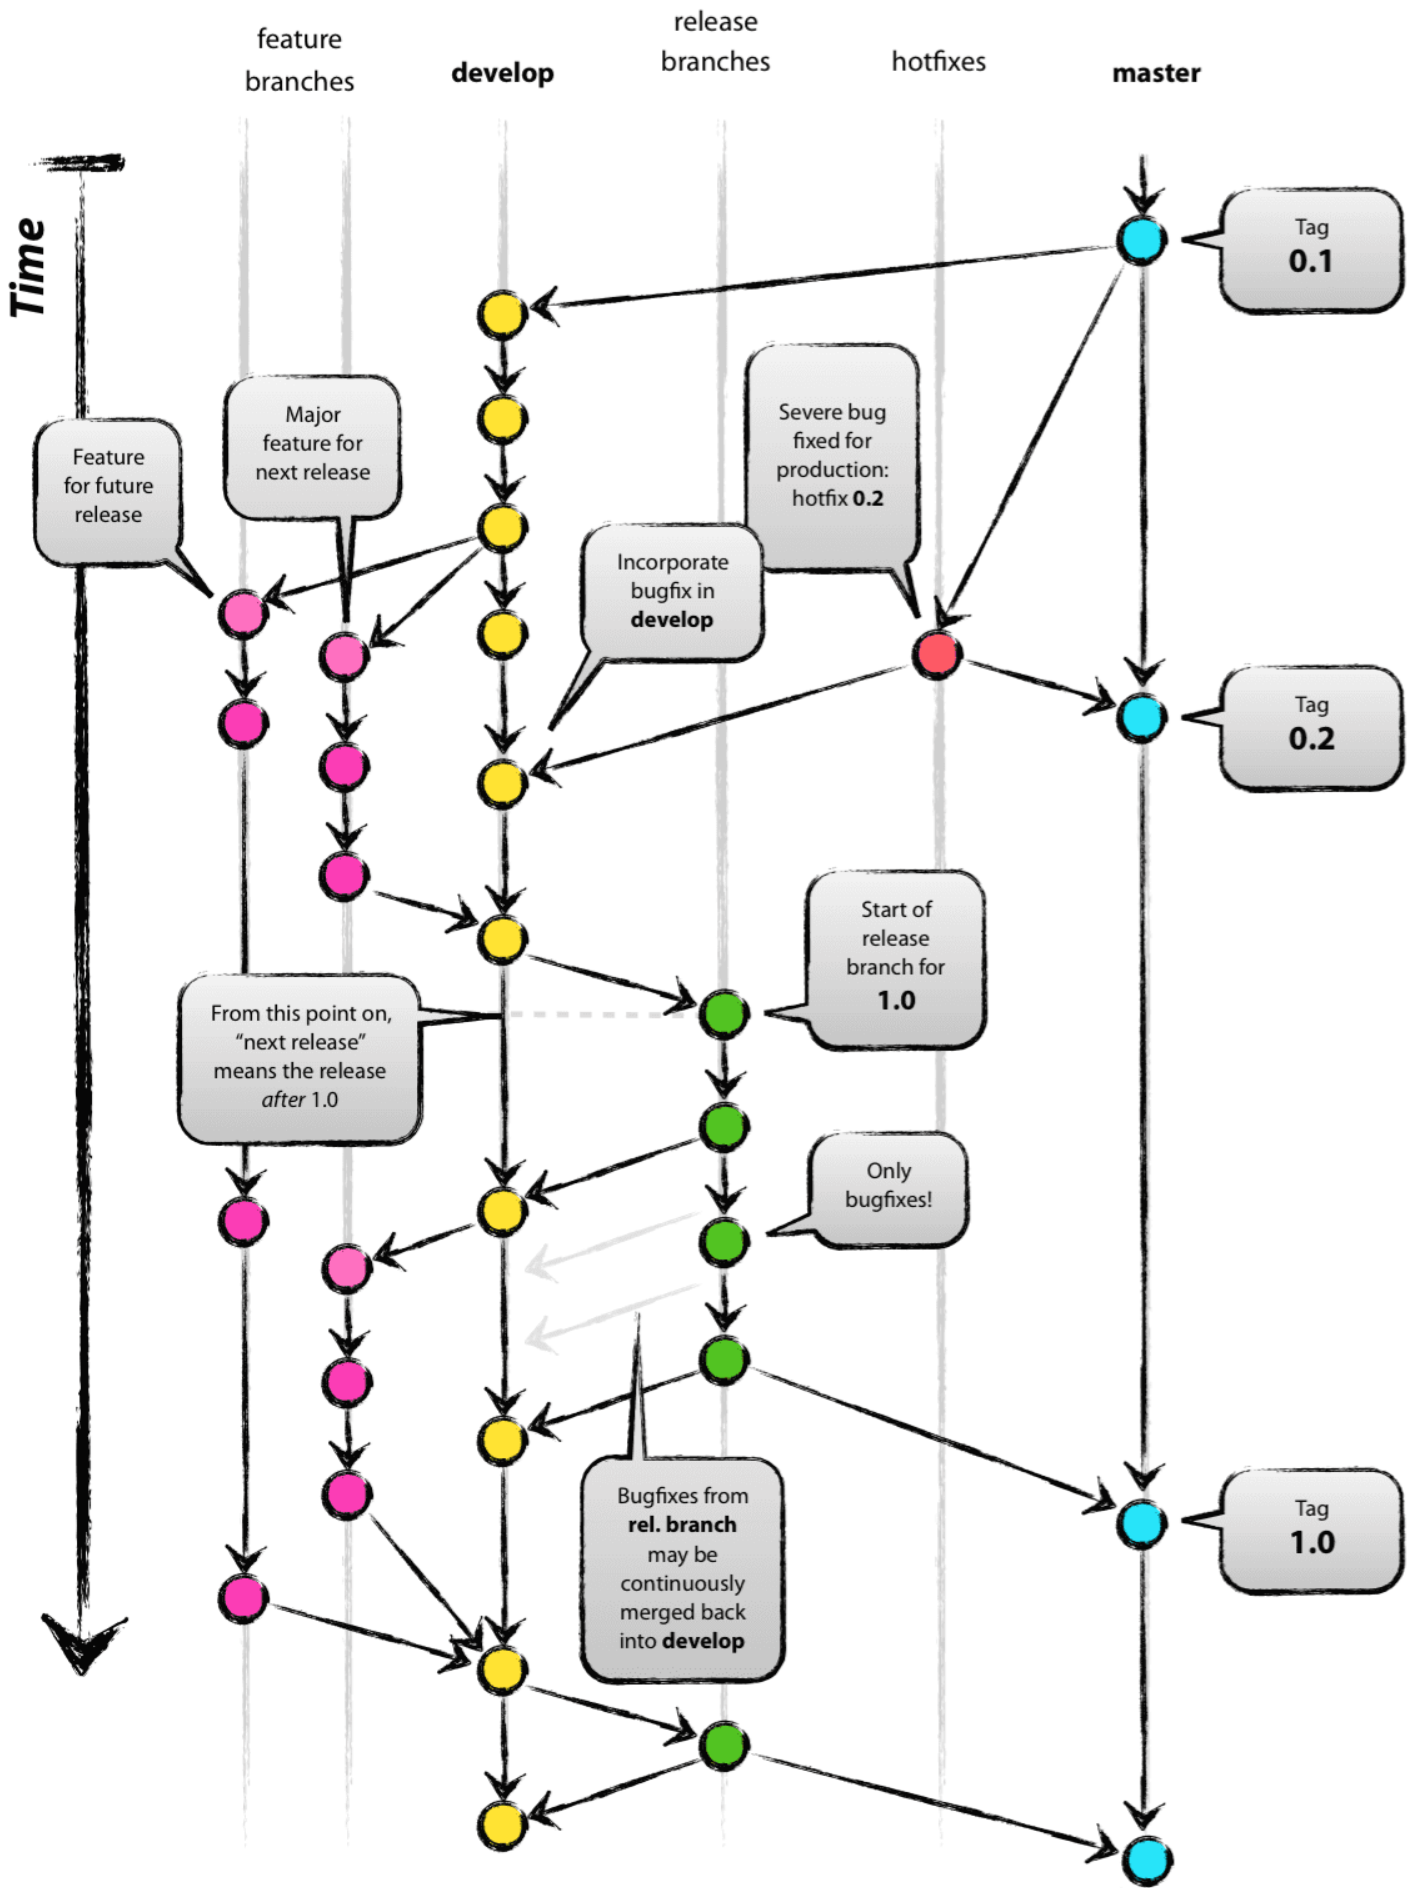 feature
branches
develop
release
branches
hotfixes
master
Time
Tag
0.1
Major
feature for
next release
Feature
for future
release
Severe bug
fixed for
production:
hotfix 0.2
Incorporate
bugfix in
develop
Tag
0.2
Start of
release
branch for
1.0
From this point on,
“next release”
means the release
after 1.0
Only
bugfixes!
Bugfixes from
rel. branch
may be
continuously
merged back
into develop
Tag
1.0